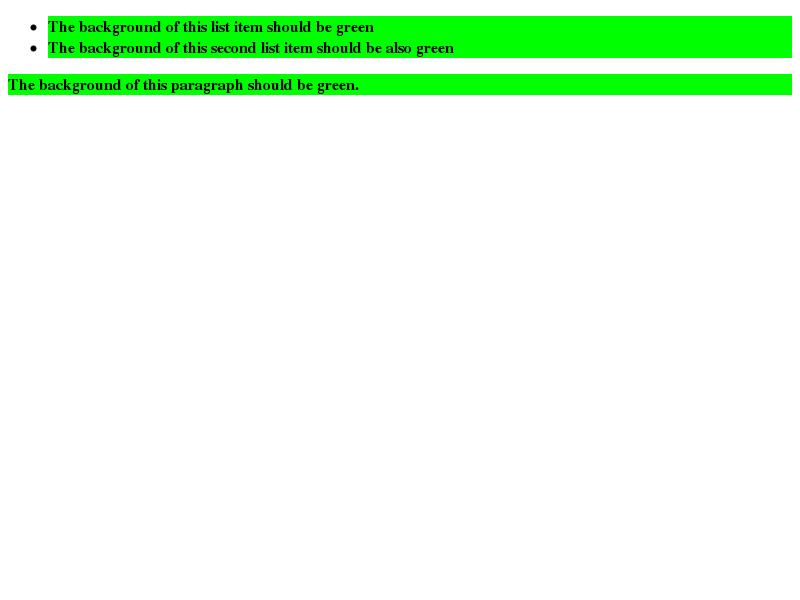 The background of this list item should be green
The background of this second list item should be also green
The background of this paragraph should be green.